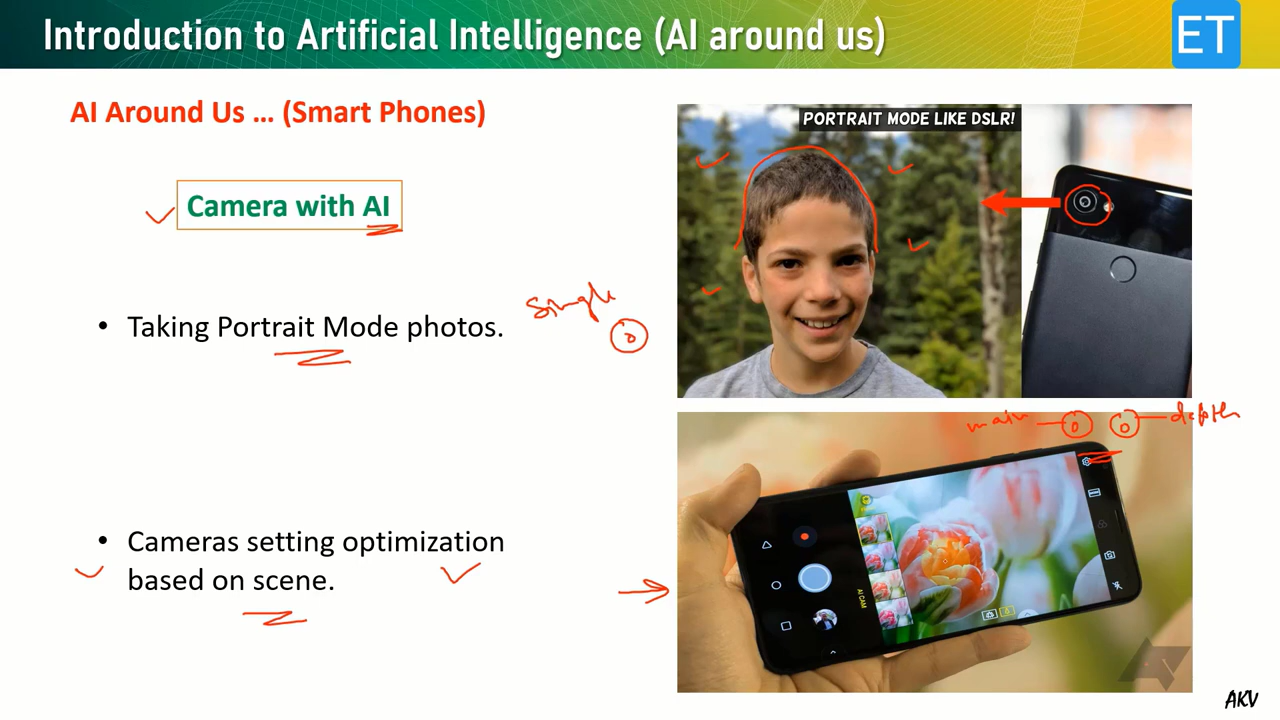 Introduction to Artificial Intelligence (AI around us)
ET
AI Around Us ... (Smart Phones)
PORTRAIT MODE LIKE DSLR!
Camera with AI
single
• Taking Portrait Mode photos.
main
depth
• Cameras setting optimization
based on scene.
AI CAM
AKV